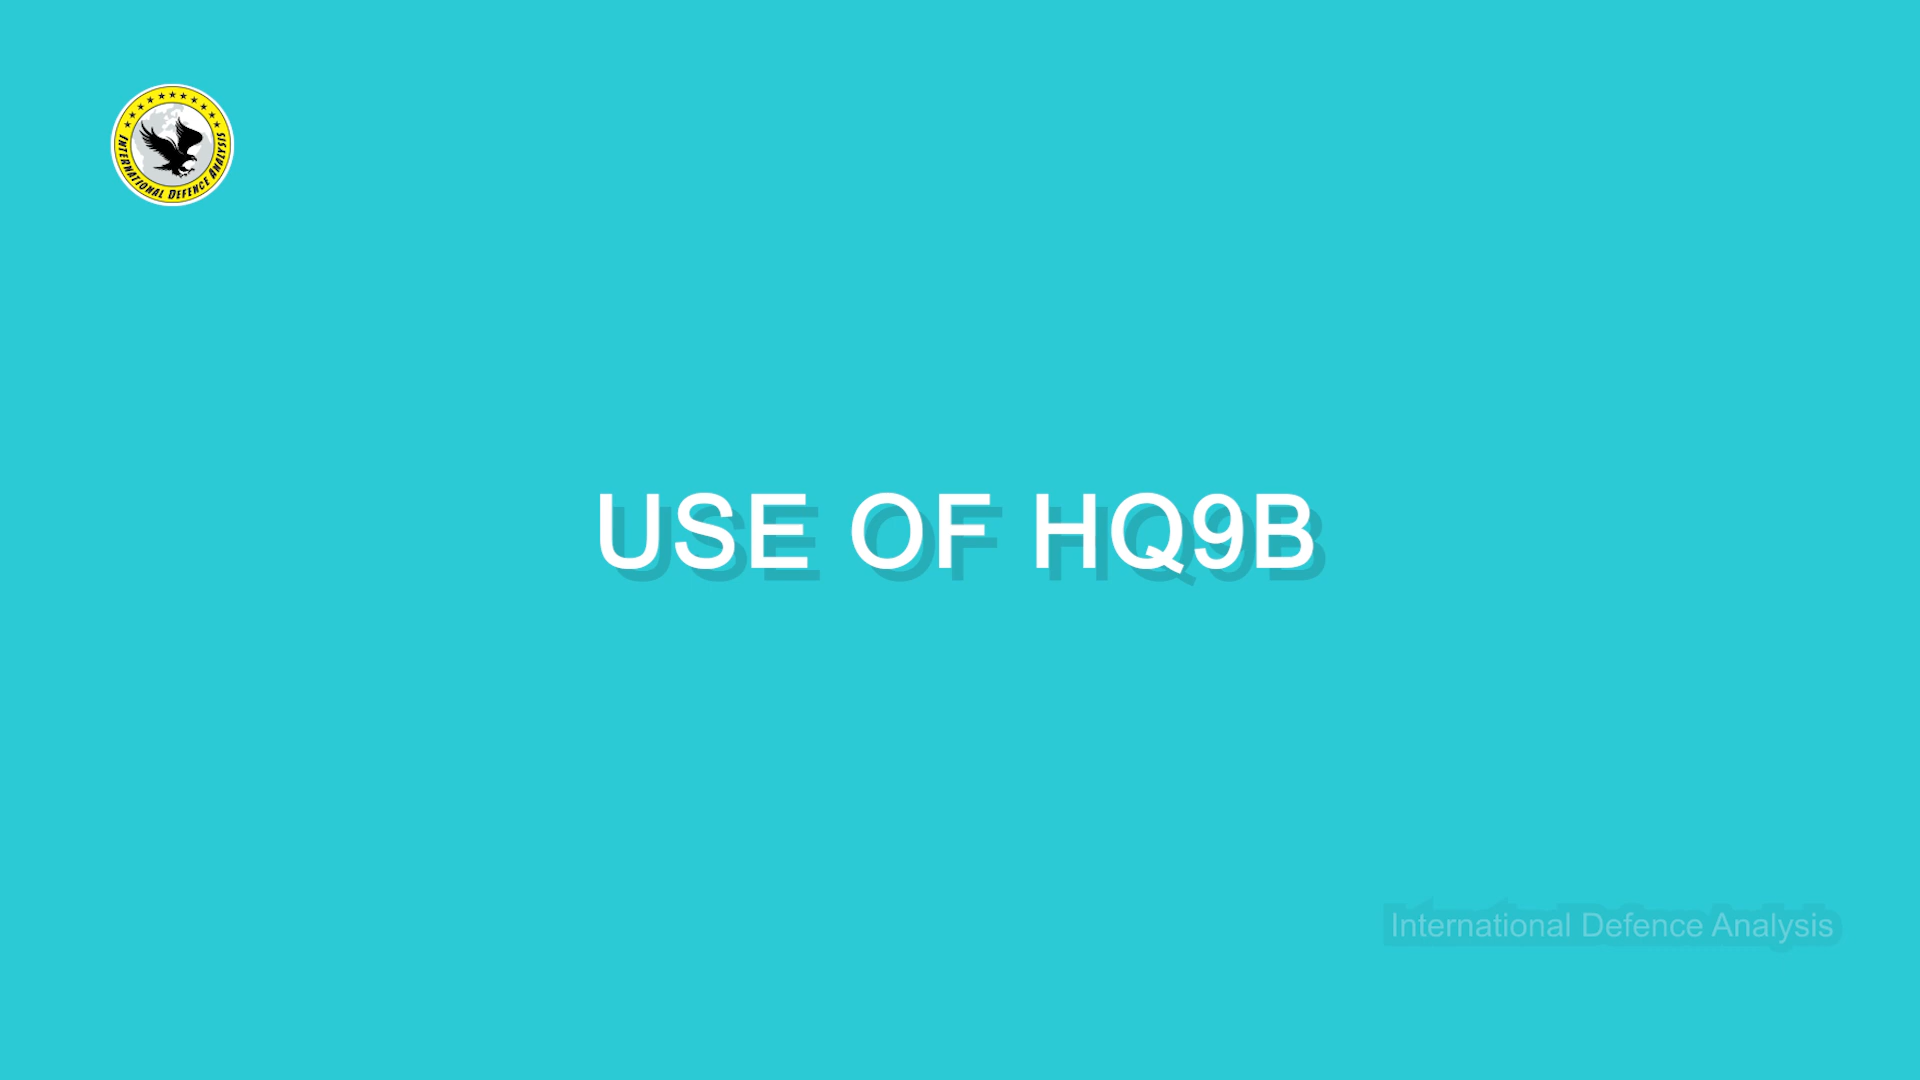 INTERNATIONAL DEFENCE ANALYSIS
USE OF HQ9B
International Defence Analysis